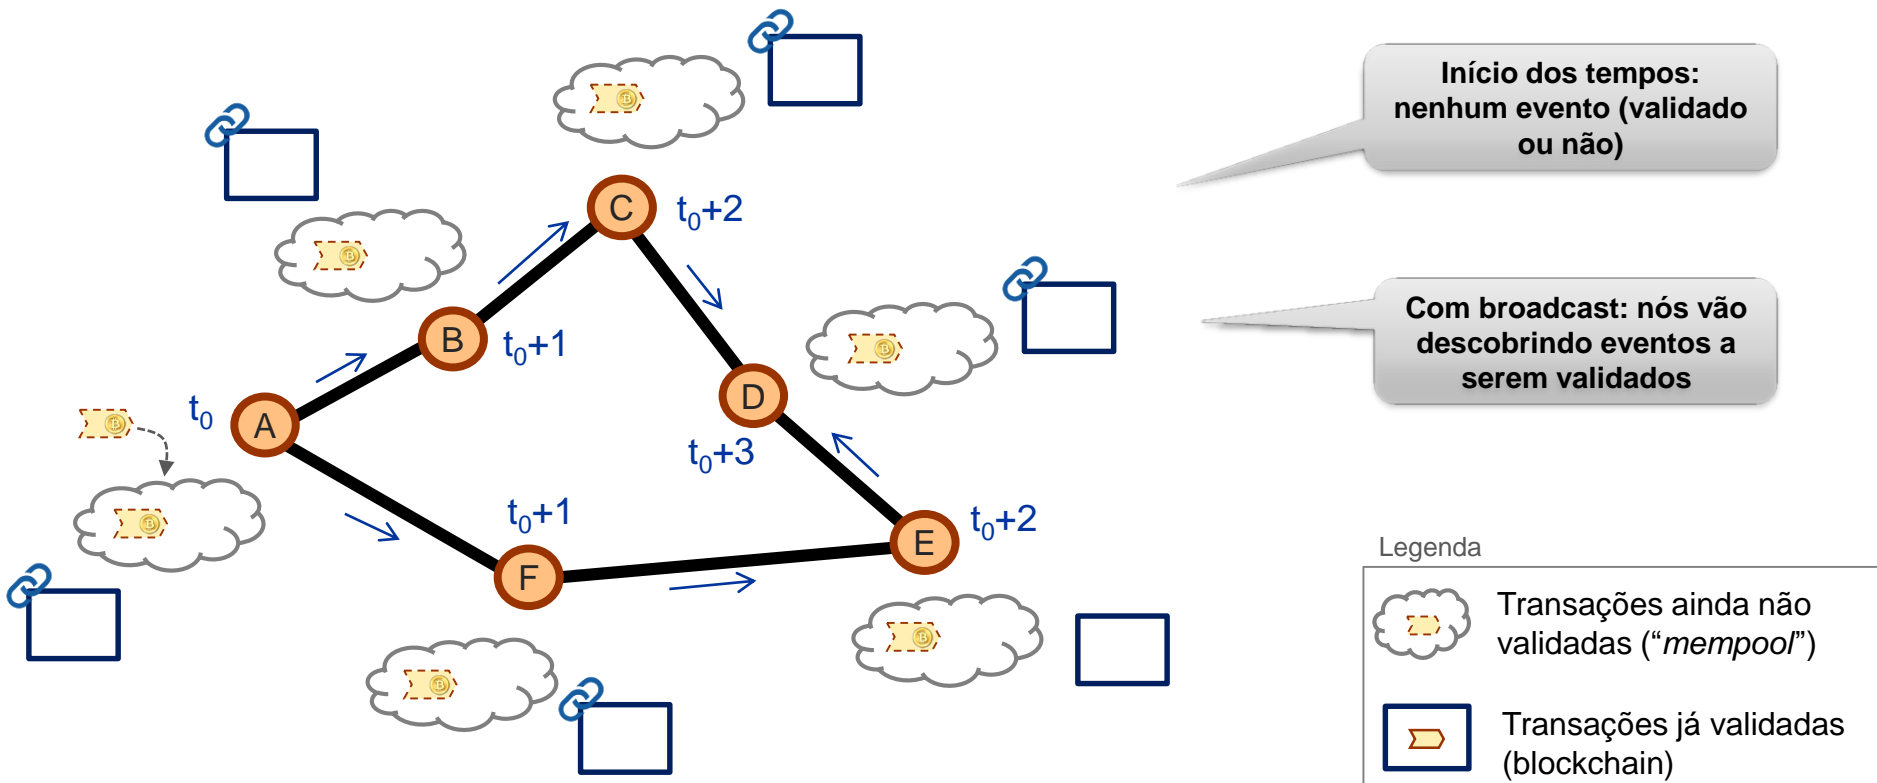 Início dos tempos:
nenhum evento (validado
ou não)
C
t0+2
B
t0+1
Com broadcast: nós vão
descobrindo eventos a
serem validados
D
t0+3
t0
A
t0+1
F
E
t0+2
Legenda
Transações ainda não
validadas (“mempool”)
Transações já validadas
(blockchain)